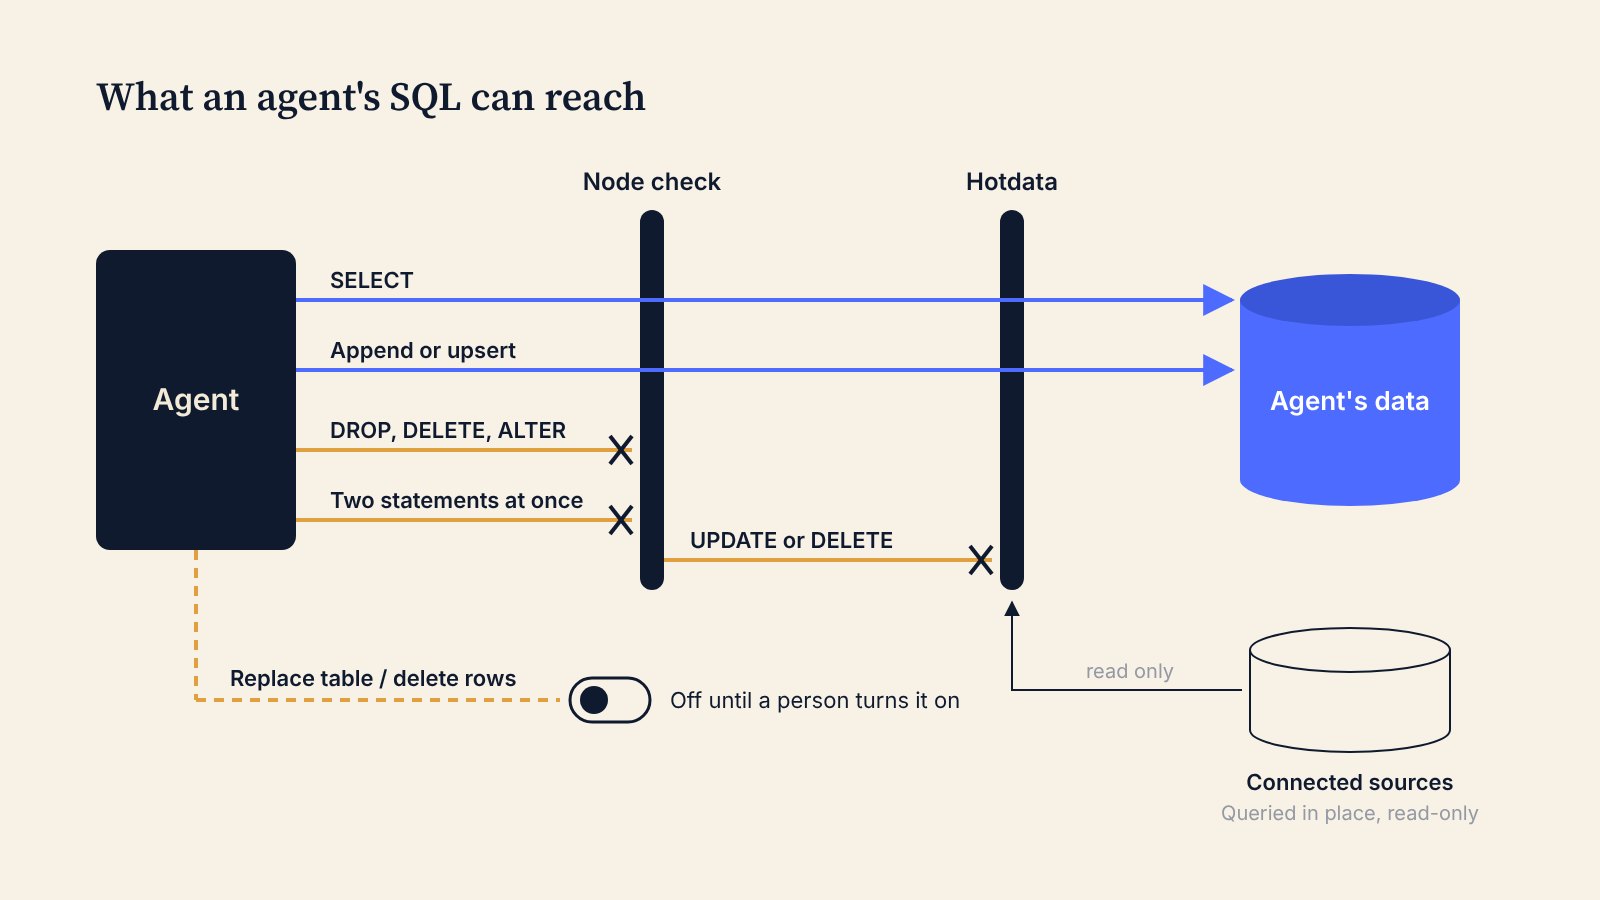 What an agent's SQL can reach
Node check
Hotdata
SELECT
Append or upsert
Agent
Agent's data
DROP, DELETE, ALTER
Two statements at once
UPDATE or DELETE
Replace table / delete rows
Off until a person turns it on
read only
Connected sources
Queried in place, read-only